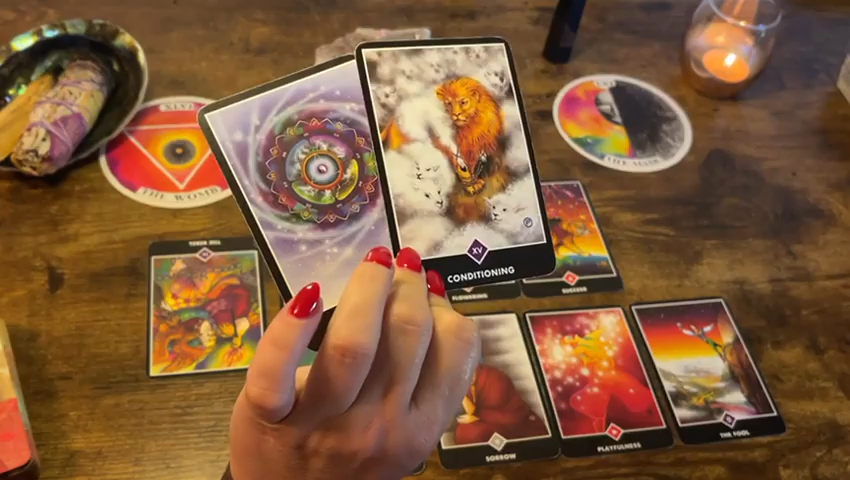 THE WOMB
XV
CONDITIONING
FLOWERING
SUCCESS
SORROW
PLAYFULNESS
THE FOOL